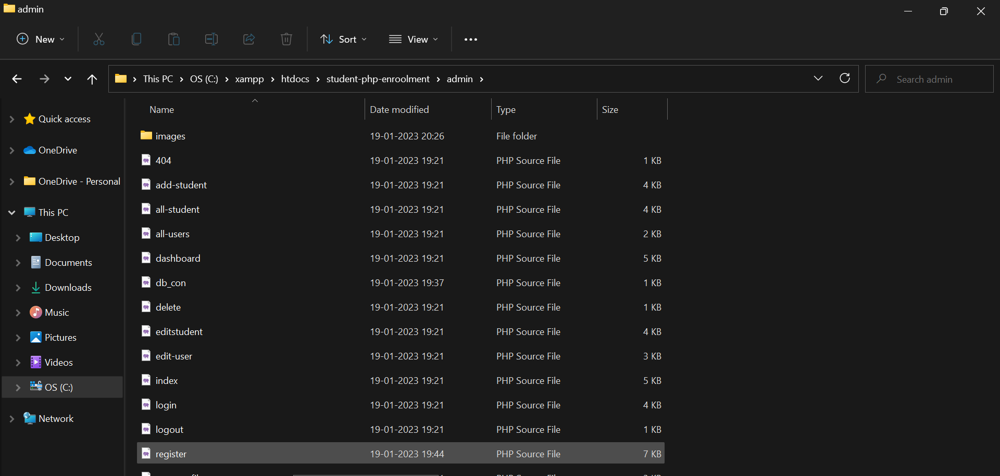 admin
New
Sort
View
This PC > OS (C:) > xampp > htdocs > student-php-enroolment > admin >
Search admin
Name Date modified Type Size
Quick access
OneDrive
OneDrive - Personal
This PC
Desktop
Documents
Downloads
Music
Pictures
Videos
OS (C:)
Network
images 19-01-2023 20:26 File folder
404 19-01-2023 19:21 PHP Source File 1 KB
add-student 19-01-2023 19:21 PHP Source File 4 KB
all-student 19-01-2023 19:21 PHP Source File 4 KB
all-users 19-01-2023 19:21 PHP Source File 2 KB
dashboard 19-01-2023 19:21 PHP Source File 5 KB
db_con 19-01-2023 19:37 PHP Source File 1 KB
delete 19-01-2023 19:21 PHP Source File 1 KB
editstudent 19-01-2023 19:21 PHP Source File 4 KB
edit-user 19-01-2023 19:21 PHP Source File 3 KB
index 19-01-2023 19:21 PHP Source File 5 KB
login 19-01-2023 19:21 PHP Source File 4 KB
logout 19-01-2023 19:21 PHP Source File 1 KB
register 19-01-2023 19:44 PHP Source File 7 KB